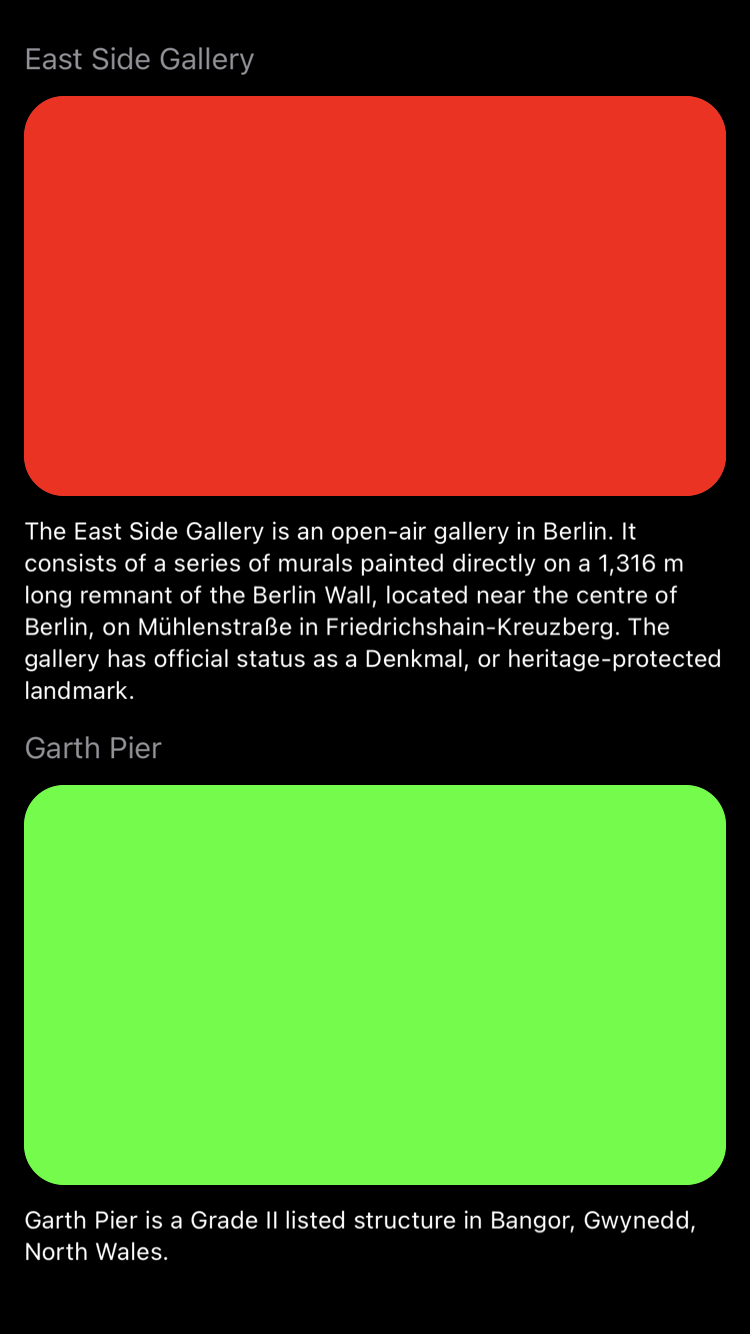 East Side Gallery
The East Side Gallery is an open-air gallery in Berlin. It
consists of a series of murals painted directly on a 1,316 m
long remnant of the Berlin Wall, located near the centre of
Berlin, on Mühlenstraße in Friedrichshain-Kreuzberg. The
gallery has official status as a Denkmal, or heritage-protected
landmark.
Garth Pier
Garth Pier is a Grade II listed structure in Bangor, Gwynedd,
North Wales.